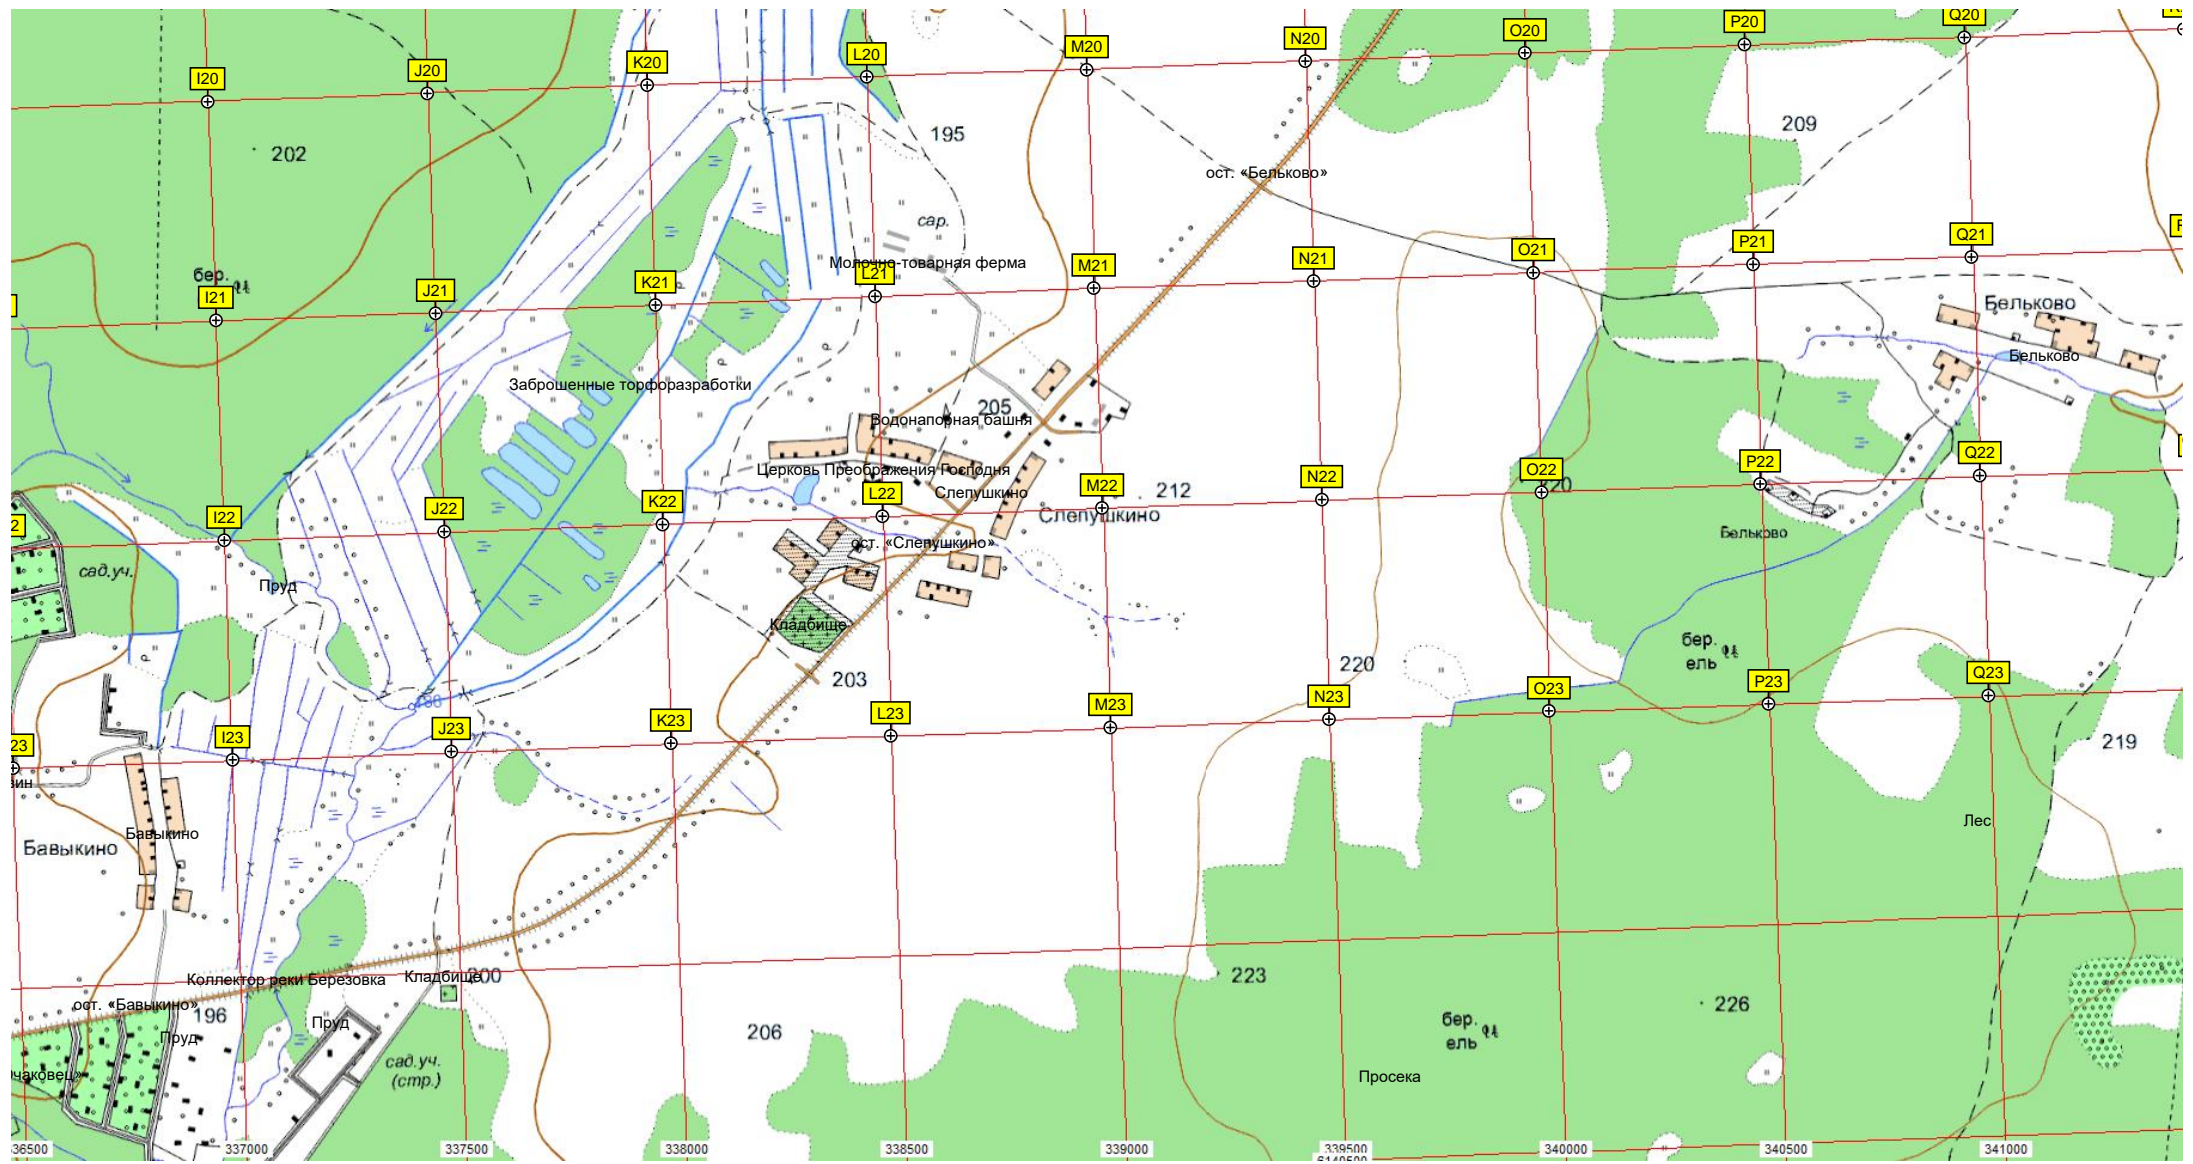 I20
J20
K20
L20
M20
N20
O20
P20
Q20
195
209
202
ост. «Бельково»
сар.
Молочно-товарная ферма
бер.
I21
J21
K21
L21
M21
N21
O21
P21
Q21
Бельково
Бельково
Заброшенные торфоразработки
205
Водонапорная башня
Церковь Преображения Господня
Слепушкино
212
Слепушкино
I22
J22
K22
L22
M22
N22
O22
220
P22
Q22
Бельково
ост. «Слепушкино»
сад.уч.
Пруд
Кладбище
203
220
бер.
ель
I23
J23
K23
L23
M23
N23
O23
P23
Q23
23
219
Бавыкино
Бавыкино
Лес
Коллектор реки Березовка
Кладбище
200
223
226
ост. «Бавыкино»
196
Пруд
Пруд
206
бер.
ель
сад.уч.
(стр.)
Просека
337000
337500
338000
338500
339000
339500
340000
340500
341000